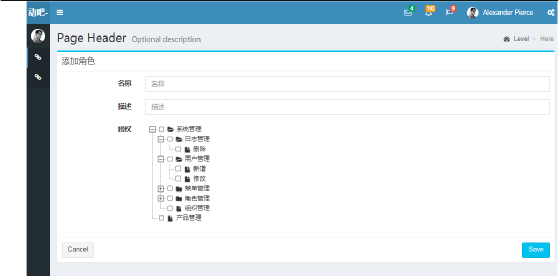 动吧-
4
10
9
Alexander Pierce
Page Header Optional description
Level > Here
添加角色
名称 名称
描述 描述
授权
系统管理
日志管理
删除
用户管理
新增
修改
菜单管理
角色管理
组织管理
产品管理
Cancel Save